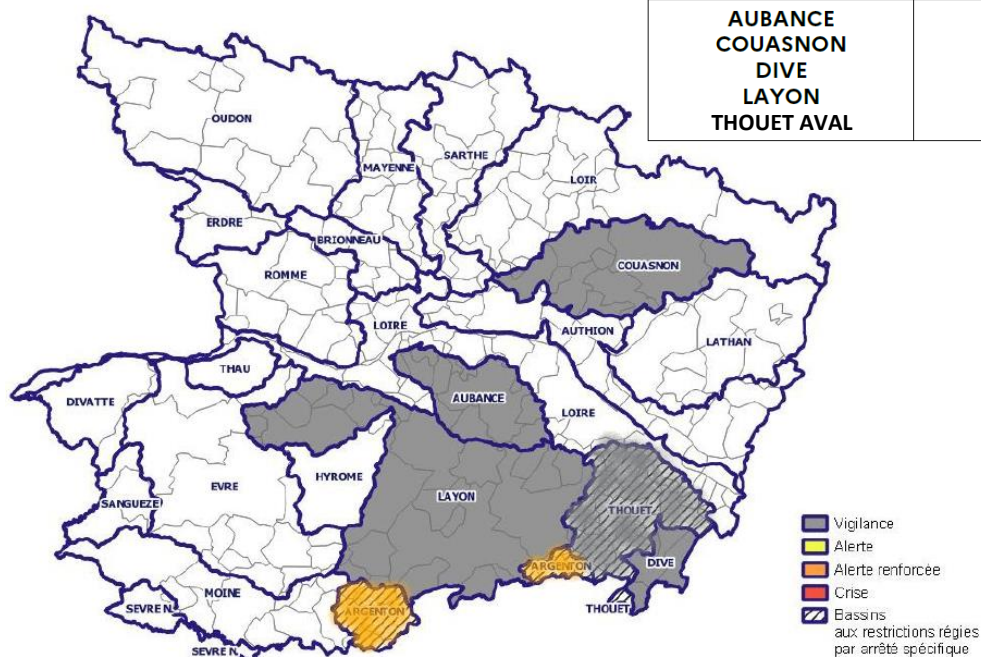 AUBANCE
COUASNON
DIVE
LAYON
THOUET AVAL
OUDON
MAYENNE
SARTHE
LOIR
ERDRE
BRIONNEAU
COUASNON
ROMME
LOIRE
AUTHION
LATHAN
THAU
DIVATTE
AUBANCE
LOIRE
HYROME
EVRE
LAYON
SANGUEZE
THOUET
ARGENTON
DIVE
MOINE
SEVRE N.
ARGENTON
THOUET
SEVRE N.
Vigilance
Alerte
Alerte renforcée
Crise
Bassins
aux restrictions régies
par arrêté spécifique